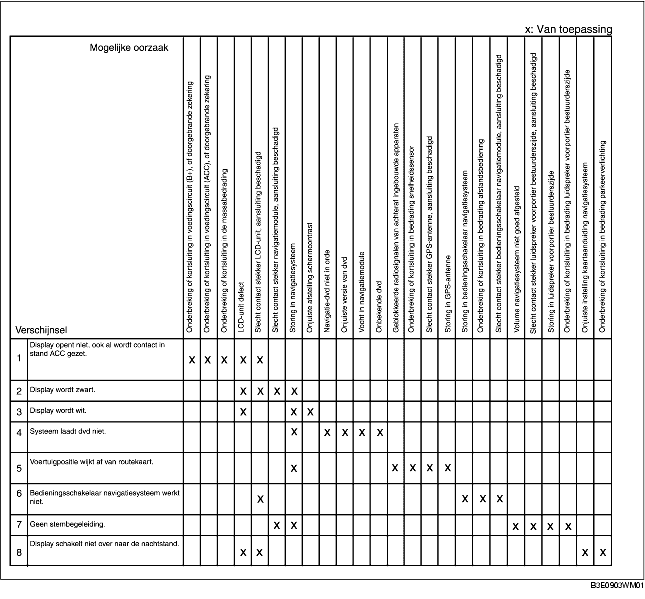 x: Van toepassing
Mogelijke oorzaak
Verschijnsel
Onderbreking of kortsluiting in voedingscircuit (B+), of doorgebrande zekering
Onderbreking of kortsluiting in voedingscircuit (ACC), of doorgebrande zekering
Onderbreking of kortsluiting in de massabedrading
LCD-unit defect
Slecht contact stekker LCD-unit, aansluiting beschadigd
Slecht contact stekker navigatiemodule, aansluiting beschadigd
Storing in navigatiesysteem
Onjuiste afstelling schermcontrast
Navigatie-dvd niet in orde
Onjuiste versie van dvd
Vocht in navigatiemodule
Onbekende dvd
Geblokkeerde radiosignalen van achteraf ingebouwde apparaten
Onderbreking of kortsluiting in bedrading snelheidssensor
Slecht contact stekker GPS-antenne, aansluiting beschadigd
Storing in GPS-antenne
Storing in bedieningsschakelaar navigatiesysteem
Onderbreking of kortsluiting in bedrading afstandsbediening
Slecht contact stekker bedieningsschakelaar navigatiemodule, aansluiting beschadigd
Volume navigatiesysteem niet goed afgesteld
Slecht contact stekker luidspreker voorportier bestuurderszijde, aansluiting beschadigd
Storing in luidspreker voorportier bestuurderszijde
Onderbreking of kortsluiting in bedrading luidspreker voorportier bestuurderszijde
Onjuiste instelling kaartaanduiding navigatiesysteem
Onderbreking of kortsluiting in bedrading parkeerverlichting
1 Display opent niet, ook al wordt contact in
stand ACC gezet.
X X X X X
2 Display wordt zwart. X X X X
3 Display wordt wit. X X X
4 Systeem laadt dvd niet. X X X X X
5 Voertuigpositie wijkt af van routekaart. X X X X X
6 Bedieningsschakelaar navigatiesysteem werkt
niet.
X X X X
7 Geen stembegeleiding. X X X X X X
8 Display schakelt niet over naar de nachtstand. X X X X
B3E0903WM01